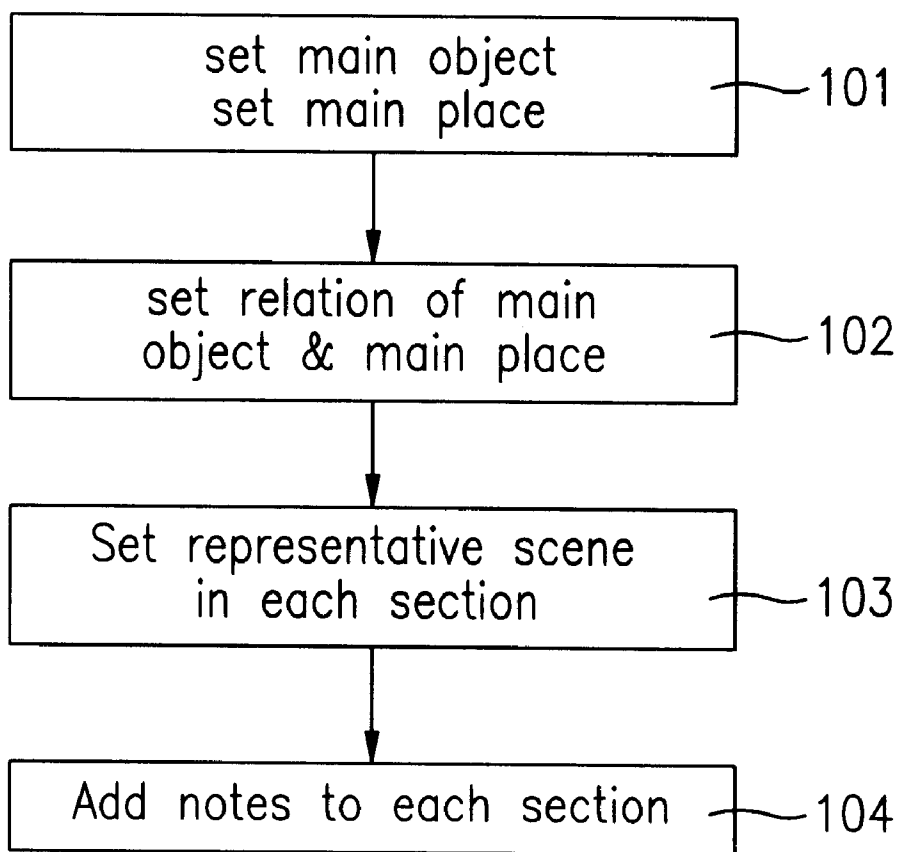 set main object
set main place
101
set relation of main
object & main place
102
Set representative scene
in each section
103
Add notes to each section
104